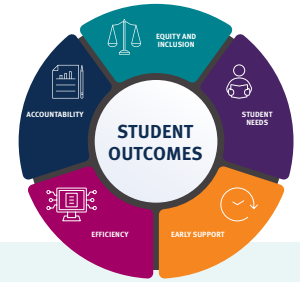 EQUITY AND
INCLUSION
STUDENT
NEEDS
EARLY SUPPORT
EFFICIENCY
ACCOUNTABILITY
STUDENT
OUTCOMES